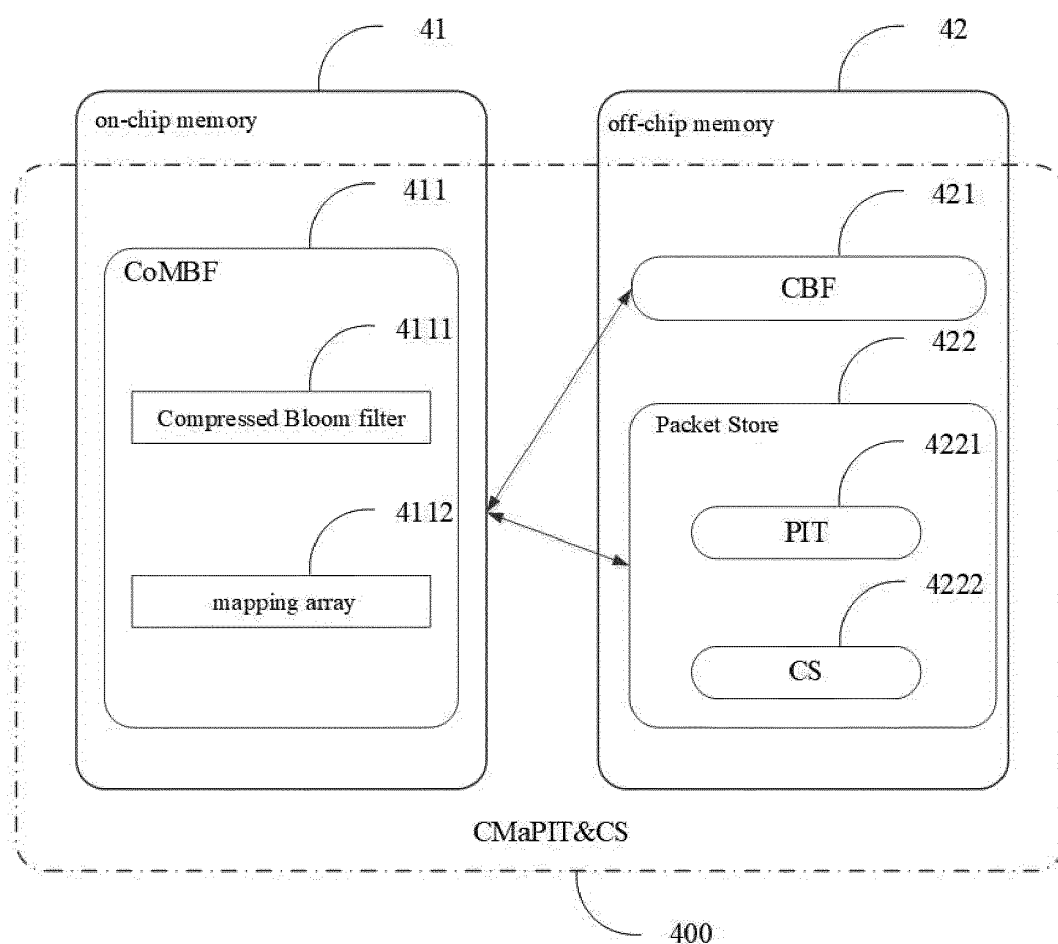 41
42
on-chip memory
off-chip memory
411
421
CoMBF
CBF
4111
422
Compressed Bloom filter
Packet Store
4221
4112
PIT
mapping array
4222
CS
CMaPIT&CS
400